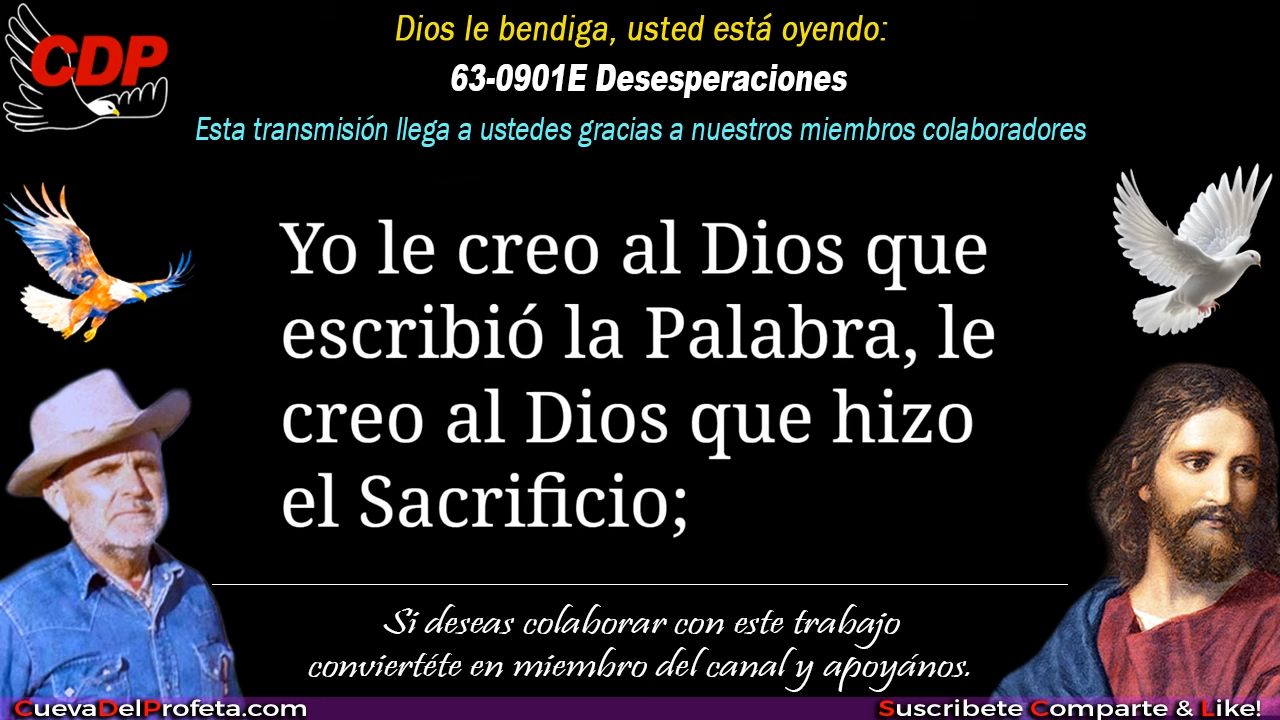 CDP
Dios le bendiga, usted está oyendo:
63-0901E Desesperaciones
Esta transmisión llega a ustedes gracias a nuestros miembros colaboradores
Yo le creo al Dios que
escribió la Palabra, le
creo al Dios que hizo
el Sacrificio;
Si deseas colaborar con este trabajo
conviertéte en miembro del canal y apoyános.
CuevaDelProfeta.com
Suscribete Comparte & Like!